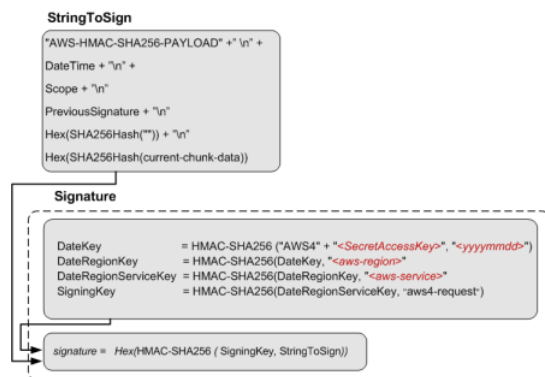 StringToSign
"AWS-HMAC-SHA256-PAYLOAD" +" \n" +
DateTime + "\n" +
Scope + "\n"
PreviousSignature + "\n"
Hex(SHA256Hash("")) + "\n"
Hex(SHA256Hash(current-chunk-data))
Signature
DateKey = HMAC-SHA256 ("AWS4" + "<SecretAccessKey>", "<yyyymmdd>")
DateRegionKey = HMAC-SHA256(DateKey, "<aws-region>"
DateRegionServiceKey = HMAC-SHA256(DateRegionKey, "<aws-service>"
SigningKey = HMAC-SHA256(DateRegionServiceKey, "aws4-request")
signature = Hex(HMAC-SHA256 ( SigningKey, StringToSign))